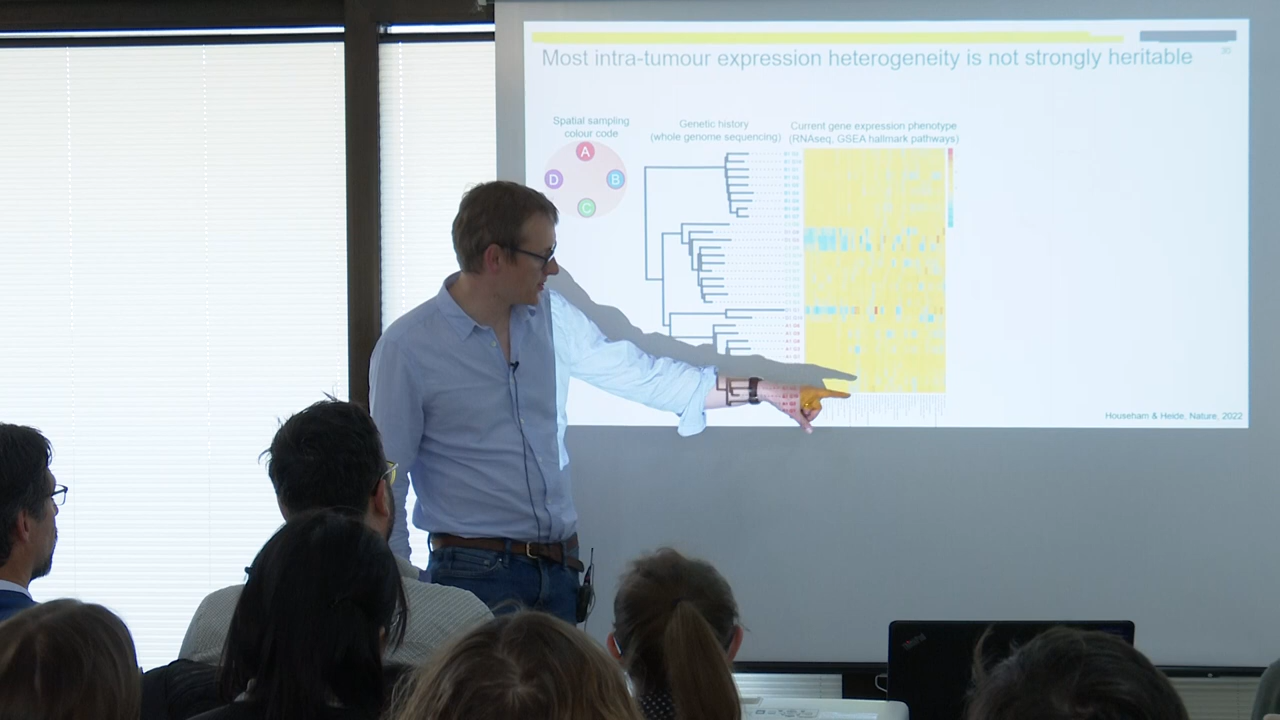 Most intra-tumour expression heterogeneity is not strongly heritable
30
Spatial sampling
colour code
Genetic history
(whole genome sequencing)
Current gene expression phenotype
(RNAseq, GSEA hallmark pathways)
A
D
B
C
Househam & Heide, Nature, 2022